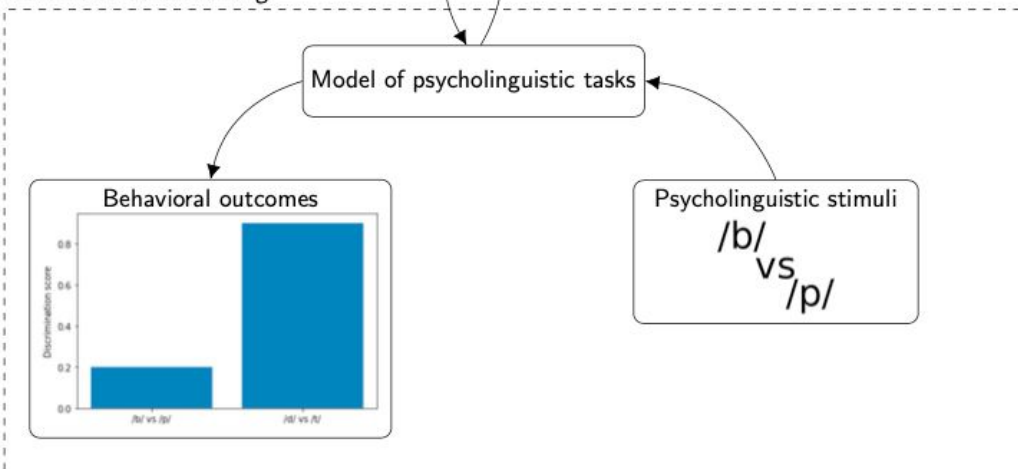 Model of psycholinguistic tasks
Behavioral outcomes
Discrimination score
0.8
0.6
0.4
0.2
0.0
/b/ vs /p/
/d/ vs /t/
Psycholinguistic stimuli
/b/
vs
/p/